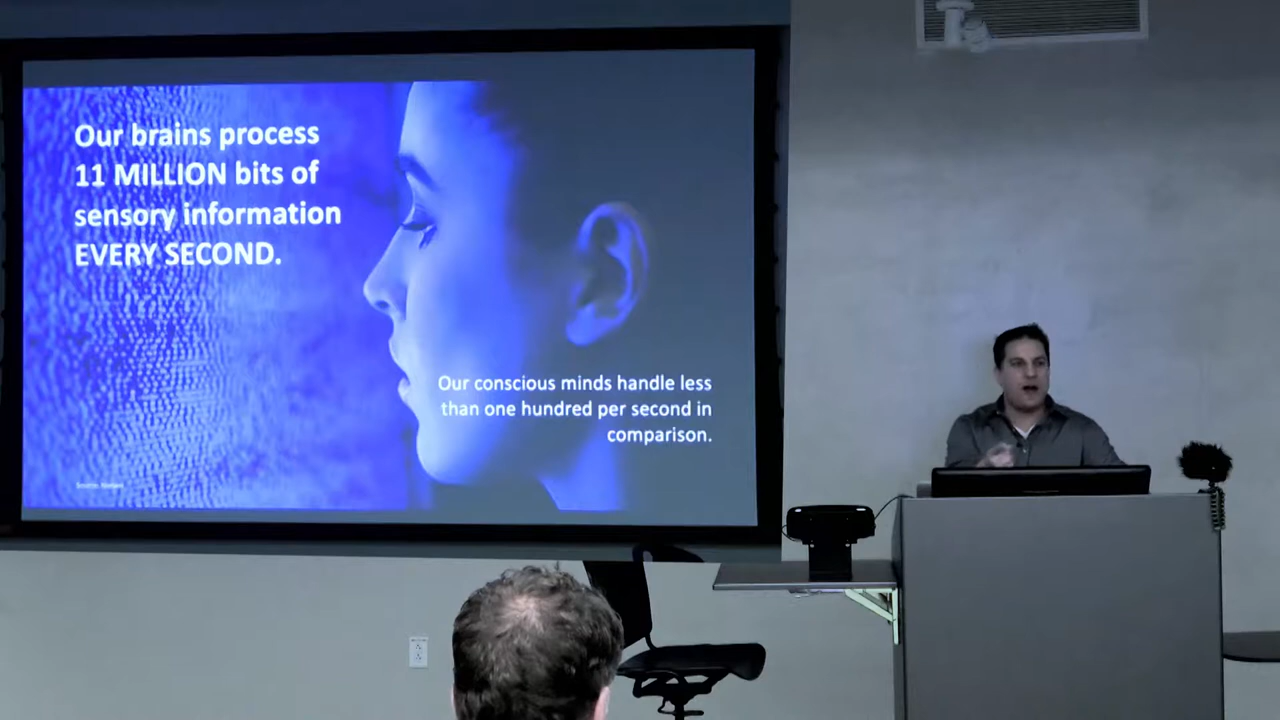 Our brains process
11 MILLION bits of
sensory information
EVERY SECOND.
Our conscious minds handle less
than one hundred per second in
comparison.